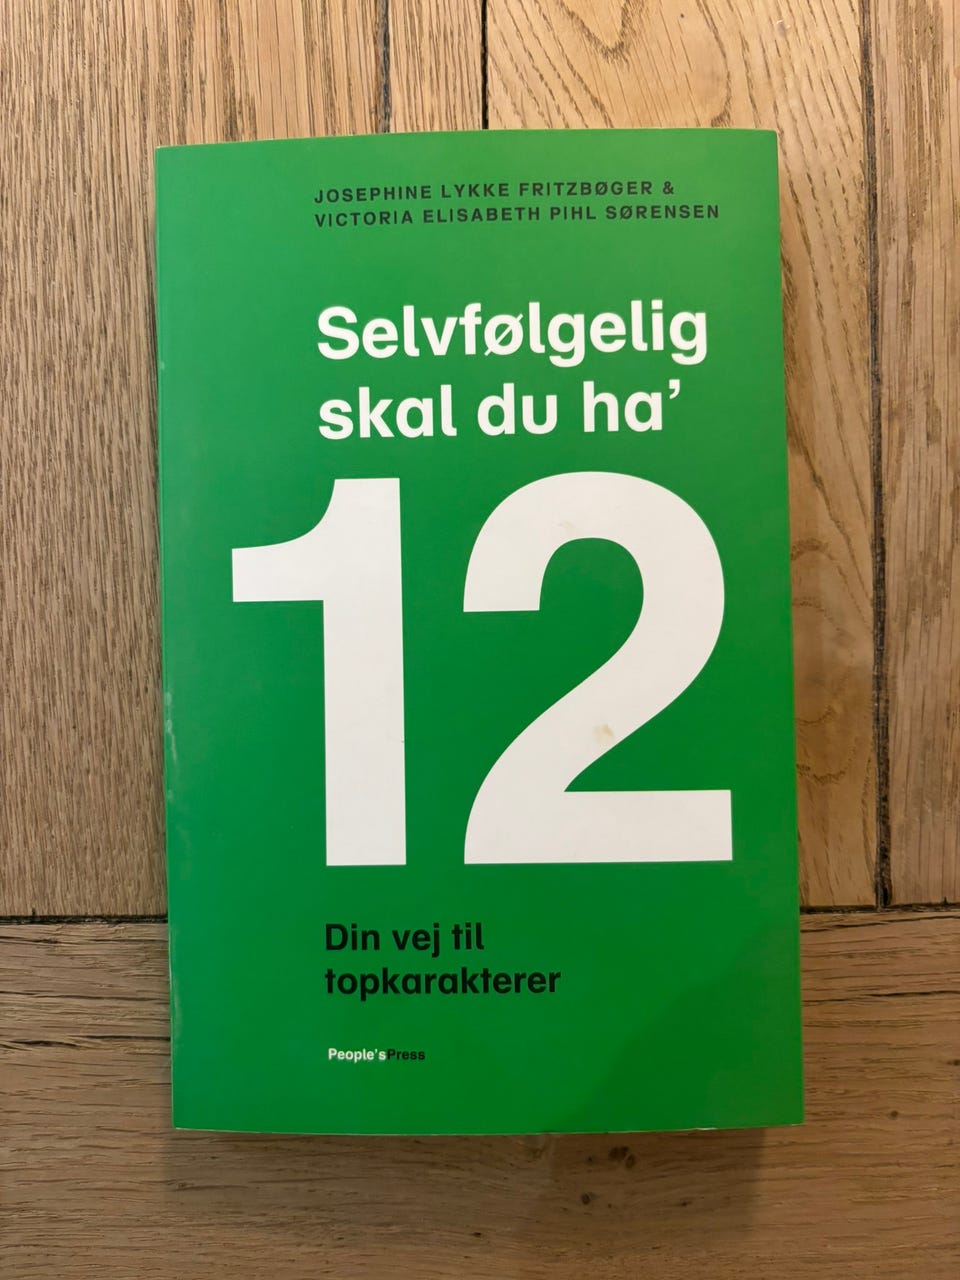 JOSEPHINE LYKKE FRITZBØGER &
VICTORIA ELISABETH PIHL SØRENSEN
Selvfølgelig
skal du ha'
12
Din vej til
topkarakterer
People'sPress